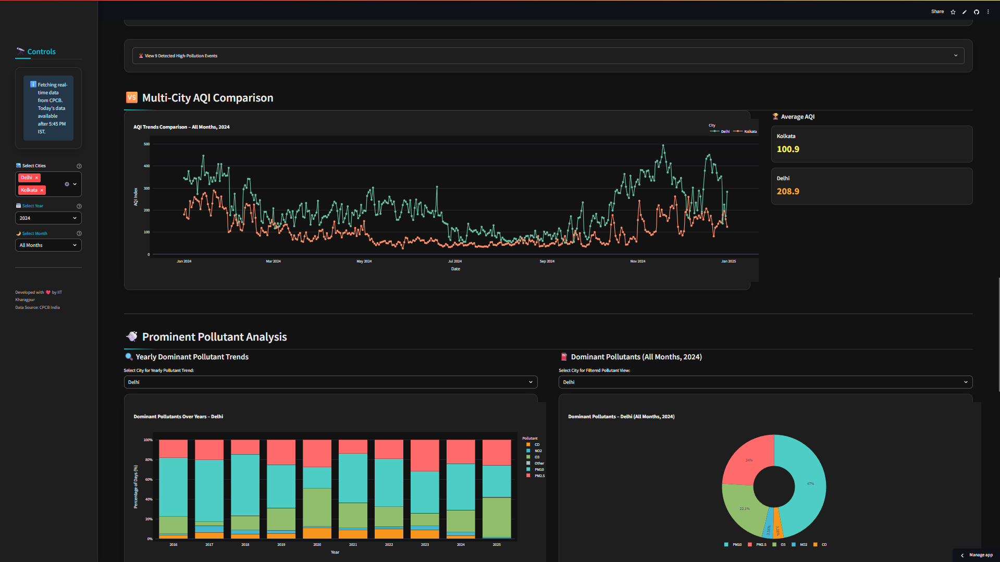 Share
Controls
Fetching real-
time data
from CPCB.
Today's data
available
after 5:45 PM
IST.
Select Cities
Delhi ×
Kolkata ×
Select Year
2024
Select Month
All Months
Developed with ❤️ by IIT
Kharagpur
Data Source: CPCB India
View 9 Detected High-Pollution Events
VS Multi-City AQI Comparison
AQI Trends Comparison – All Months, 2024
City
Delhi Kolkata
AQI Index
500
400
300
200
100
0
Jan 2024 Mar 2024 May 2024 Jul 2024 Sep 2024 Nov 2024 Jan 2025
Date
Average AQI
Kolkata
100.9
Delhi
208.9
Prominent Pollutant Analysis
Yearly Dominant Pollutant Trends
Select City for Yearly Pollutant Trend:
Delhi
Dominant Pollutants Over Years – Delhi
Percentage of Days (%)
100%
80%
60%
40%
20%
0%
2016 2017 2018 2019 2020 2021 2022 2023 2024 2025
Year
Pollutant
CO
NO2
O3
Other
PM10
PM2.5
Dominant Pollutants (All Months, 2024)
Select City for Filtered Pollutant View:
Delhi
Dominant Pollutants – Delhi (All Months, 2024)
24%
47%
22.1%
3.55%
3.28%
PM10 PM2.5 O3 NO2 CO
Manage app